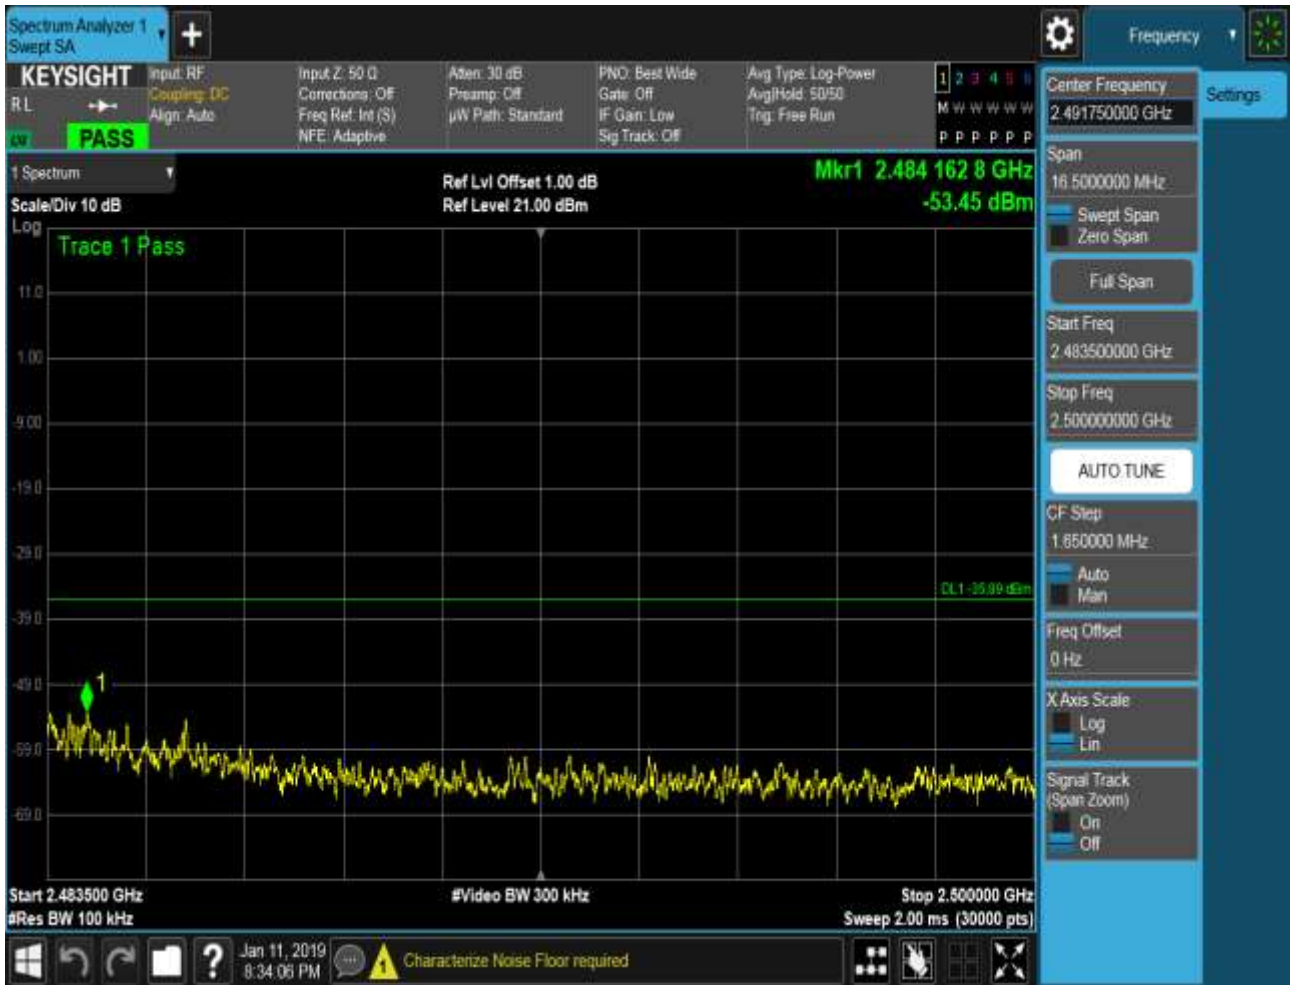 Spectrum Analyzer 1
Swept SA
+
Frequency
KEYSIGHT
RL
PASS
Input: RF
Coupling: DC
Align: Auto
Input Z: 50 Ω
Corrections: Off
Freq Ref: Int (S)
NFE: Adaptive
Atten: 30 dB
Preamp: Off
µW Path: Standard
PNO: Best Wide
Gate: Off
IF Gain: Low
Sig Track: Off
Avg Type: Log-Power
Avg|Hold: 50/50
Trig: Free Run
1 2 3 4 5 6
M W W W W W
P P P P P P
1 Spectrum
Scale/Div 10 dB
Ref Lvl Offset 1.00 dB
Ref Level 21.00 dBm
Mkr1 2.484 162 8 GHz
-53.45 dBm
Log
Trace 1 Pass
11.0
1.00
-9.00
-19.0
-29.0
DL1 -35.99 dBm
-39.0
-49.0
1
-59.0
-69.0
Start 2.483500 GHz
#Video BW 300 kHz
Stop 2.500000 GHz
#Res BW 100 kHz
Sweep 2.00 ms (30000 pts)
?
Jan 11, 2019
8:34:06 PM
1
Characterize Noise Floor required
Center Frequency
2.491750000 GHz
Settings
Span
16.5000000 MHz
Swept Span
Zero Span
Full Span
Start Freq
2.483500000 GHz
Stop Freq
2.500000000 GHz
AUTO TUNE
CF Step
1.650000 MHz
Auto
Man
Freq Offset
0 Hz
X Axis Scale
Log
Lin
Signal Track
(Span Zoom)
On
Off